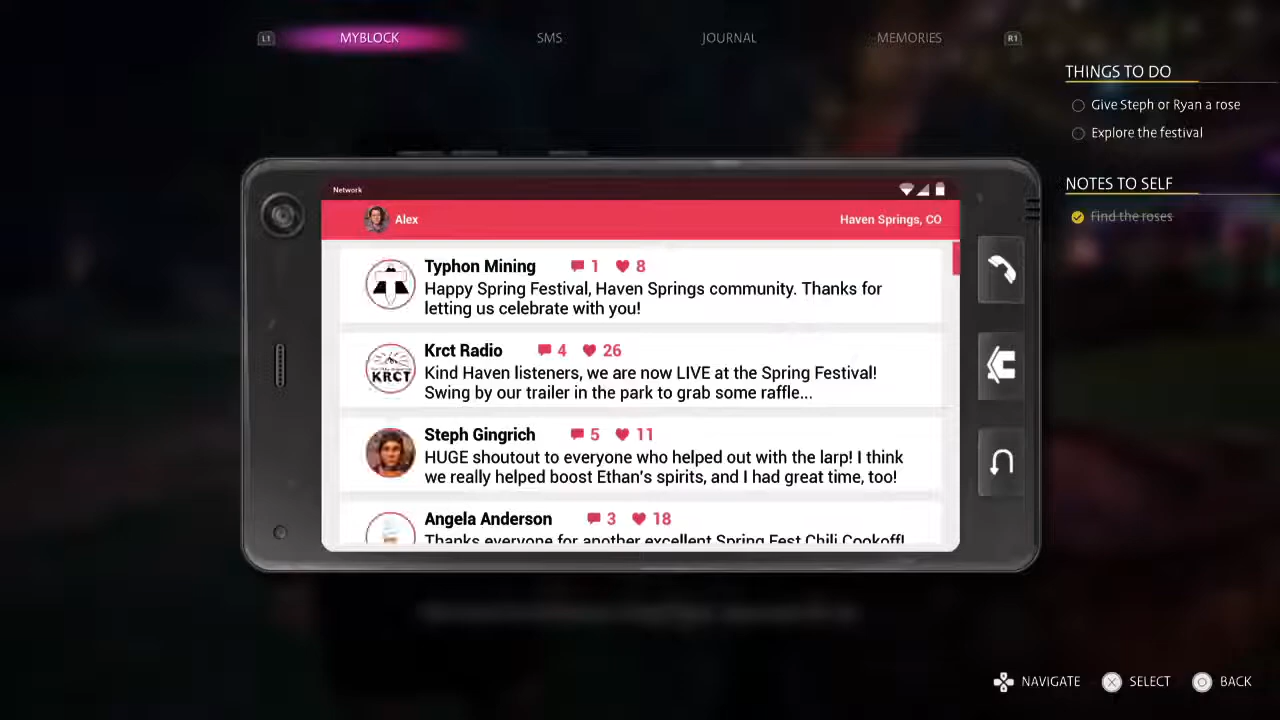 L1
MYBLOCK
SMS
JOURNAL
MEMORIES
R1
THINGS TO DO
Give Steph or Ryan a rose
Explore the festival
NOTES TO SELF
Find the roses
Network
Alex
Haven Springs, CO
Typhon Mining 1 8
Happy Spring Festival, Haven Springs community. Thanks for
letting us celebrate with you!
KRCT
Krct Radio 4 26
Kind Haven listeners, we are now LIVE at the Spring Festival!
Swing by our trailer in the park to grab some raffle...
Steph Gingrich 5 11
HUGE shoutout to everyone who helped out with the larp! I think
we really helped boost Ethan's spirits, and I had great time, too!
Angela Anderson 3 18
Thanks everyone for another excellent Spring Fest Chili Cookoff!
NAVIGATE
SELECT
BACK